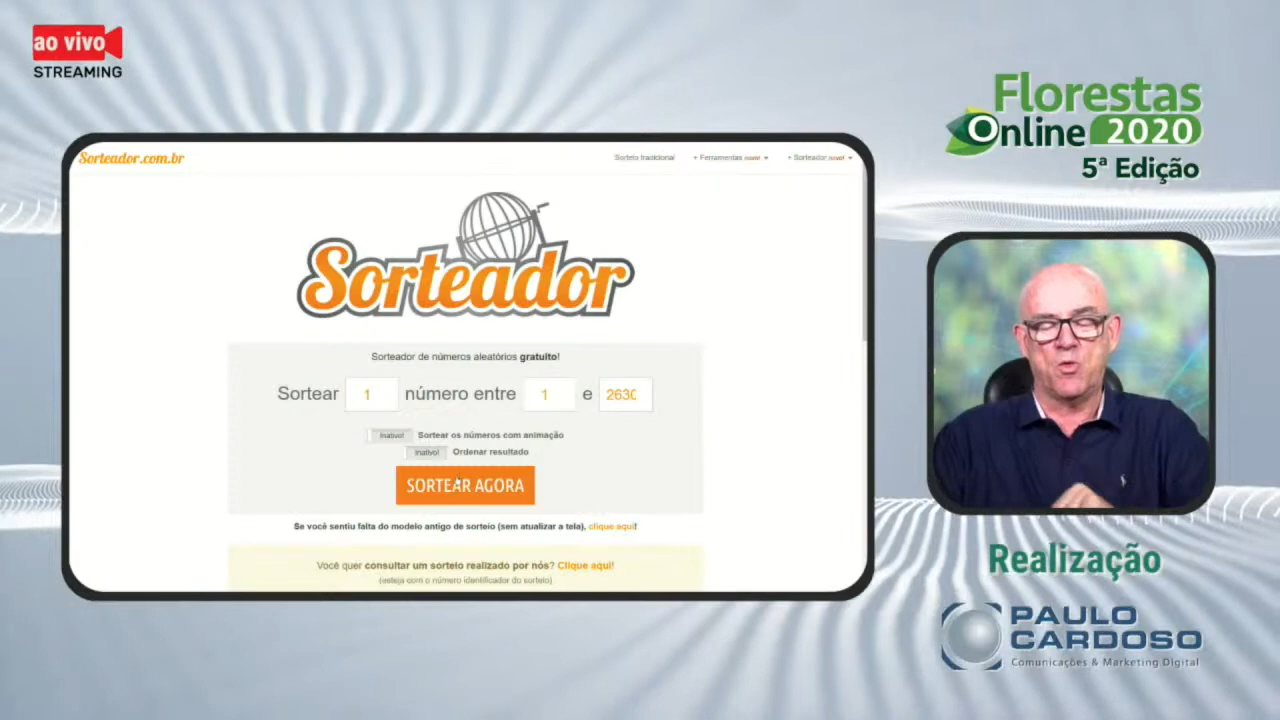 ao vivo
STREAMING
Florestas
Online 2020
5ª Edição
Sorteador.com.br
Sorteio tradicional + Ferramentas novo! + Sorteador novo!
Sorteador
Sorteador de números aleatórios gratuito!
Sortear 1 número entre 1 e 2630
Inativo! Sortear os números com animação
Inativo! Ordenar resultado
SORTEAR AGORA
Se você sentiu falta do modelo antigo de sorteio (sem atualizar a tela), clique aqui!
Você quer consultar um sorteio realizado por nós? Clique aqui!
(esteja com o número identificador do sorteio)
Realização
PAULO
CARDOSO
Comunicações & Marketing Digital